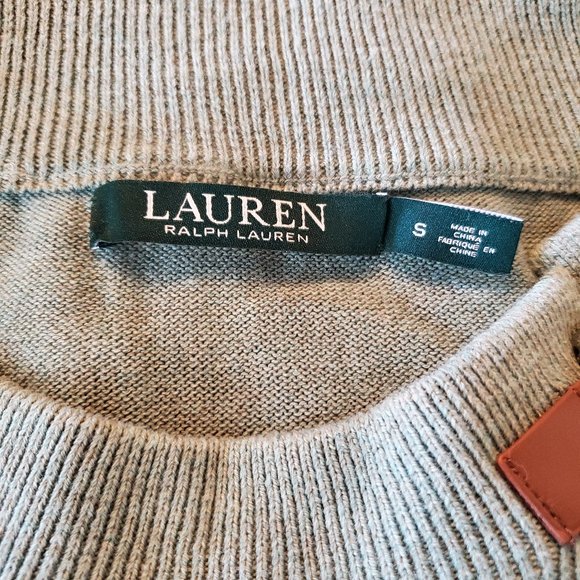 LAUREN
RALPH LAUREN
S
MADE IN
CHINA
FABRIQUÉ EN
CHINE